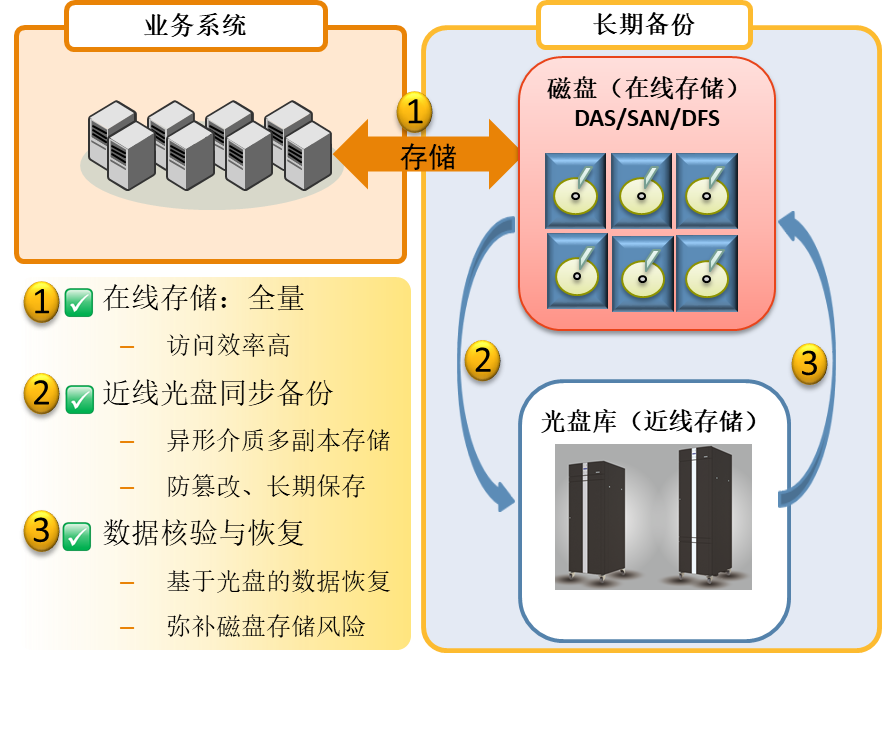 业务系统
长期备份
磁盘（在线存储）
DAS/SAN/DFS
1
存储
2
3
光盘库（近线存储）
1 ✅ 在线存储：全量
– 访问效率高
2 ✅ 近线光盘同步备份
– 异形介质多副本存储
– 防篡改、长期保存
3 ✅ 数据核验与恢复
– 基于光盘的数据恢复
– 弥补磁盘存储风险